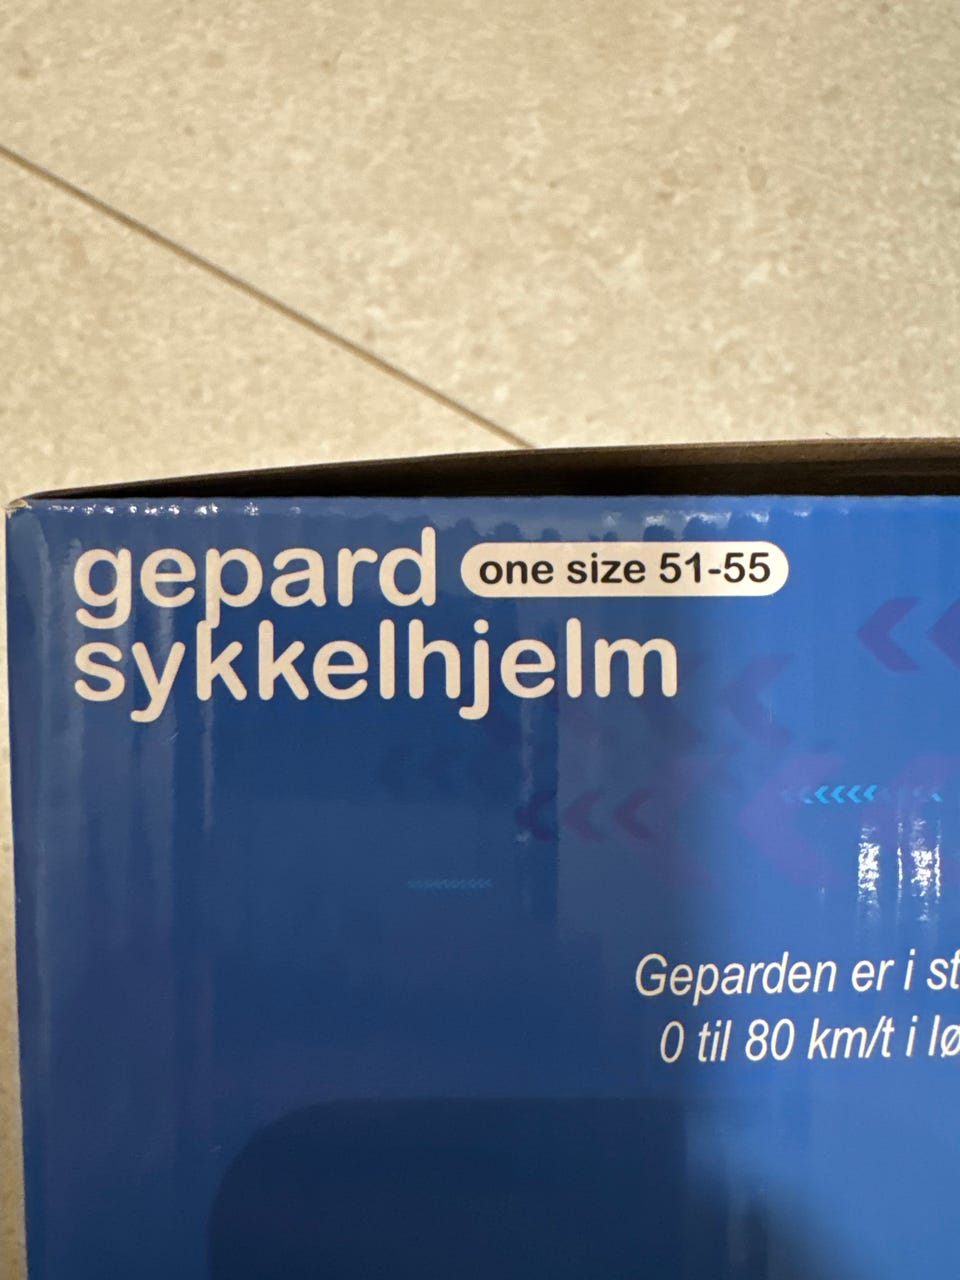 gepard one size 51-55
sykkelhjelm
Geparden er i
0 til 80 km/t i